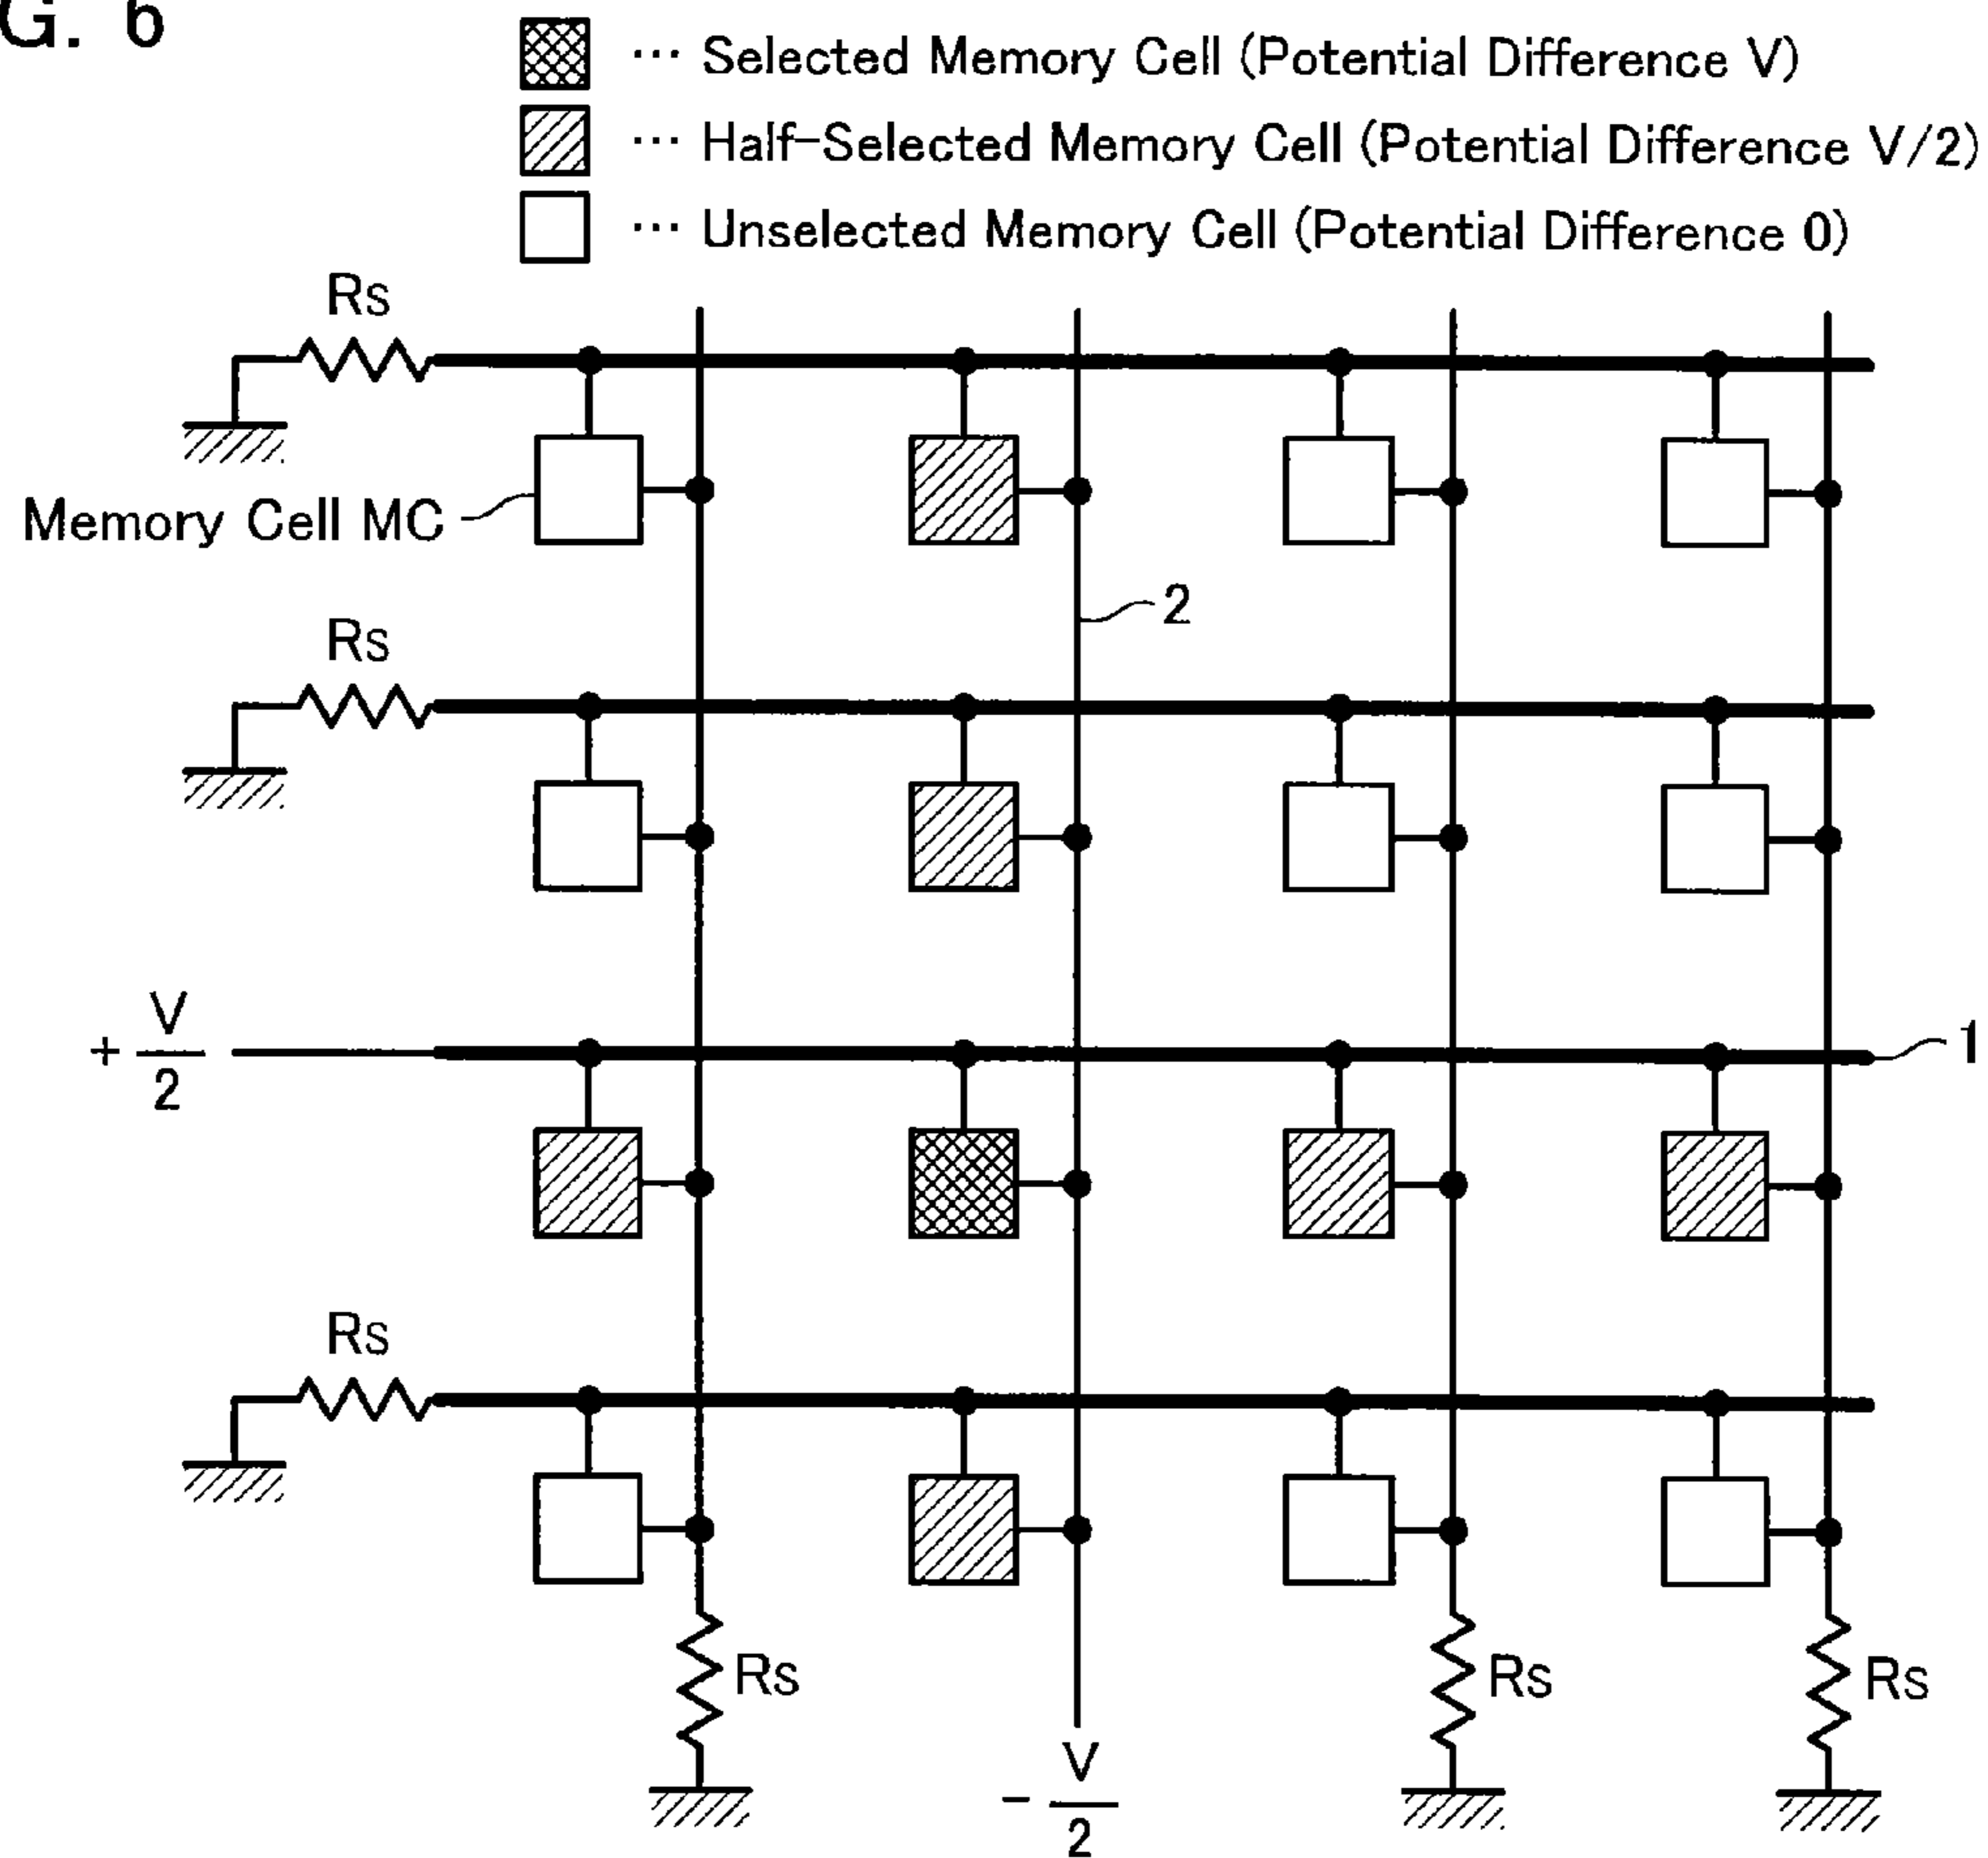 G. 6
… Selected Memory Cell (Potential Difference V)
… Half-Selected Memory Cell (Potential Difference V/2)
… Unselected Memory Cell (Potential Difference 0)
Rs
Memory Cell MC
2
Rs
+ V/2
1
Rs
Rs
Rs
Rs
- V/2